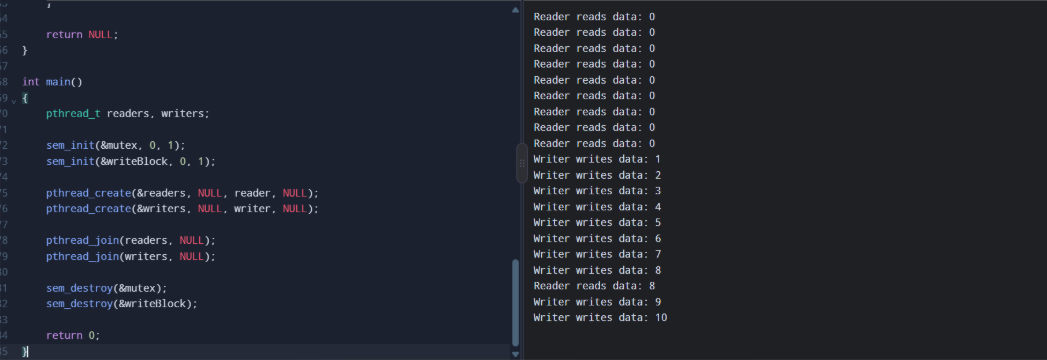 }
return NULL;
}
int main()
{
pthread_t readers, writers;
sem_init(&mutex, 0, 1);
sem_init(&writeBlock, 0, 1);
pthread_create(&readers, NULL, reader, NULL);
pthread_create(&writers, NULL, writer, NULL);
pthread_join(readers, NULL);
pthread_join(writers, NULL);
sem_destroy(&mutex);
sem_destroy(&writeBlock);
return 0;
}
Reader reads data: 0
Reader reads data: 0
Reader reads data: 0
Reader reads data: 0
Reader reads data: 0
Reader reads data: 0
Reader reads data: 0
Reader reads data: 0
Reader reads data: 0
Writer writes data: 1
Writer writes data: 2
Writer writes data: 3
Writer writes data: 4
Writer writes data: 5
Writer writes data: 6
Writer writes data: 7
Writer writes data: 8
Reader reads data: 8
Writer writes data: 9
Writer writes data: 10